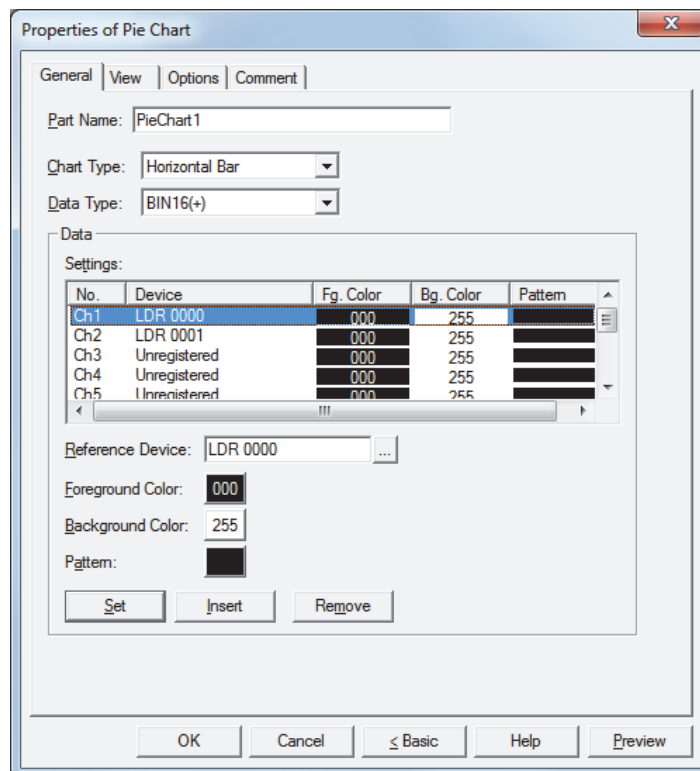 Properties of Pie Chart
General View Options Comment
Part Name: PieChart1
Chart Type: Horizontal Bar
Data Type: BIN16(+)
Data
Settings:
No. Device Fg. Color Bg. Color Pattern
Ch1 LDR 0000 000 255
Ch2 LDR 0001 000 255
Ch3 Unregistered 000 255
Ch4 Unregistered 000 255
Ch5 Unregistered 000 255
Reference Device: LDR 0000 ...
Foreground Color: 000
Background Color: 255
Pattern:
Set Insert Remove
OK Cancel < Basic Help Preview